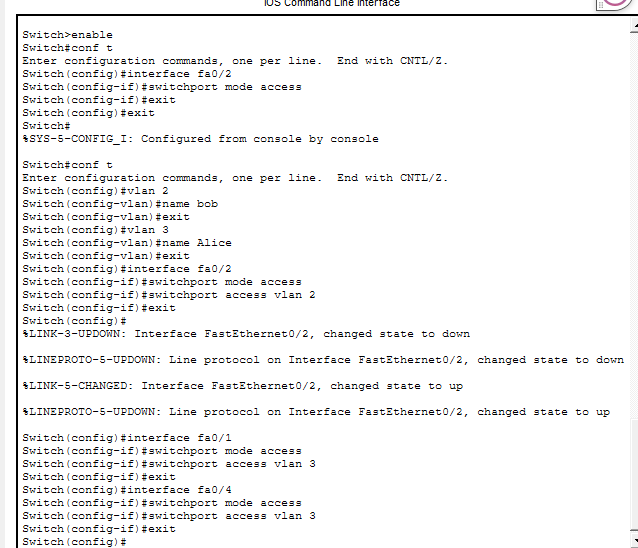 IOS Command Line Interface
Switch>enable
Switch#conf t
Enter configuration commands, one per line.  End with CNTL/Z.
Switch(config)#interface fa0/2
Switch(config-if)#switchport mode access
Switch(config-if)#exit
Switch(config)#exit
Switch#
%SYS-5-CONFIG_I: Configured from console by console
Switch#conf t
Enter configuration commands, one per line.  End with CNTL/Z.
Switch(config)#vlan 2
Switch(config-vlan)#name bob
Switch(config-vlan)#exit
Switch(config)#vlan 3
Switch(config-vlan)#name Alice
Switch(config-vlan)#exit
Switch(config)#interface fa0/2
Switch(config-if)#switchport mode access
Switch(config-if)#switchport access vlan 2
Switch(config-if)#exit
Switch(config)#
%LINK-3-UPDOWN: Interface FastEthernet0/2, changed state to down
%LINEPROTO-5-UPDOWN: Line protocol on Interface FastEthernet0/2, changed state to down
%LINK-5-CHANGED: Interface FastEthernet0/2, changed state to up
%LINEPROTO-5-UPDOWN: Line protocol on Interface FastEthernet0/2, changed state to up
Switch(config)#interface fa0/1
Switch(config-if)#switchport mode access
Switch(config-if)#switchport access vlan 3
Switch(config-if)#exit
Switch(config)#interface fa0/4
Switch(config-if)#switchport mode access
Switch(config-if)#switchport access vlan 3
Switch(config-if)#exit
Switch(config)#